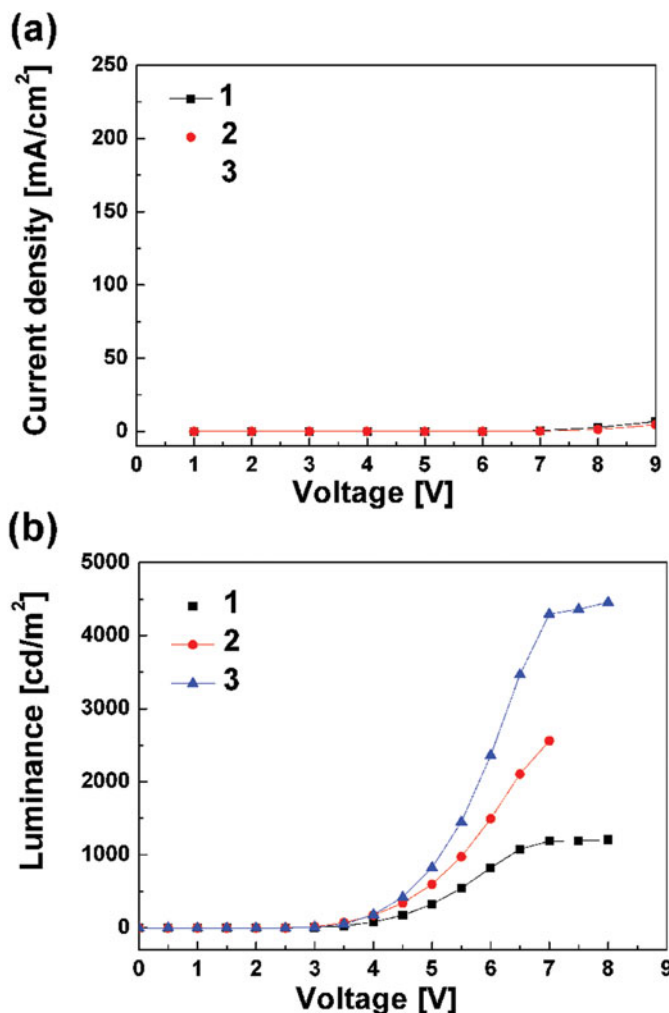 (a)
Current density [mA/cm²]
250
200
150
100
50
0
1
2
3
0 1 2 3 4 5 6 7 8 9
Voltage [V]
(b)
Luminance [cd/m²]
5000
4000
3000
2000
1000
0
1
2
3
0 1 2 3 4 5 6 7 8 9
Voltage [V]